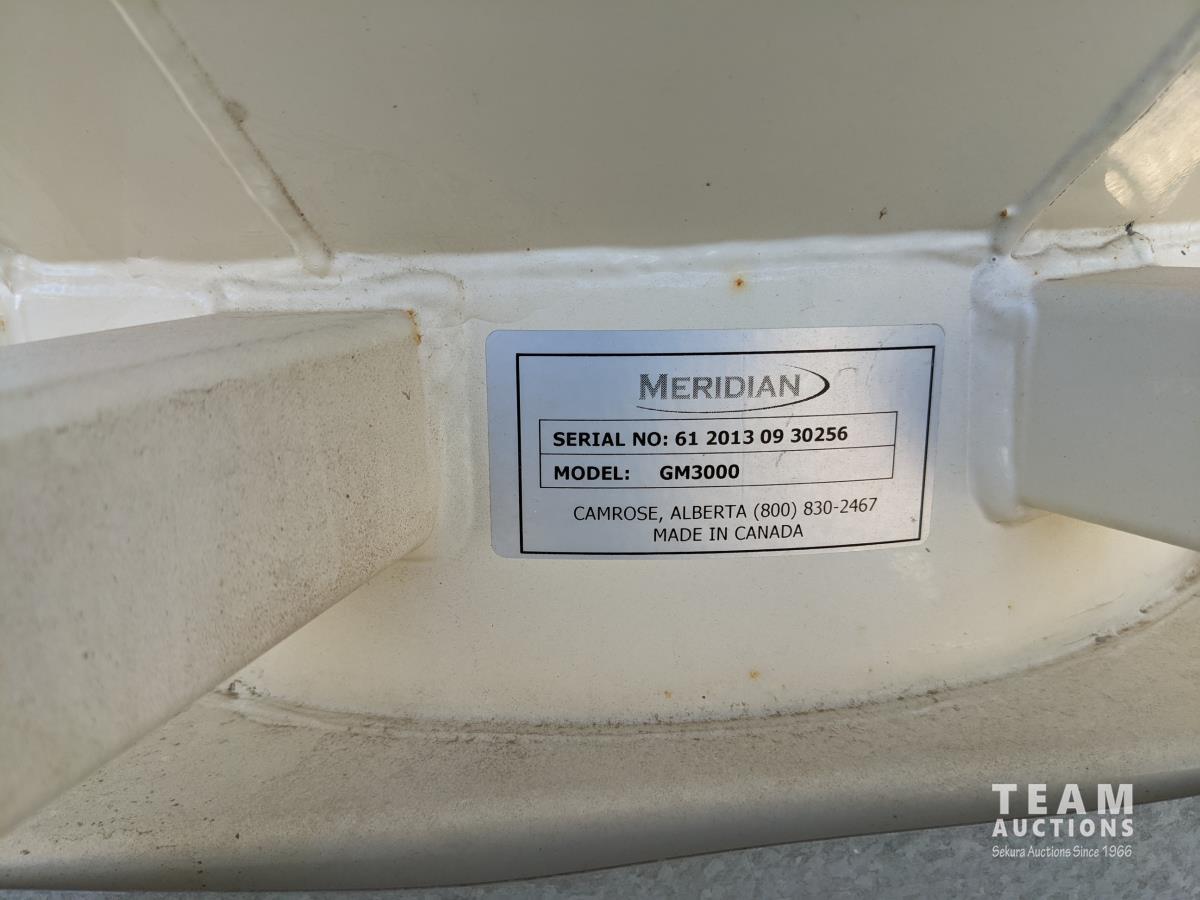 MERIDIAN
SERIAL NO: 61 2013 09 30256
MODEL: GM3000
CAMROSE, ALBERTA (800) 830-2467
MADE IN CANADA
TEAM
AUCTIONS
Sekura Auctions Since 1966